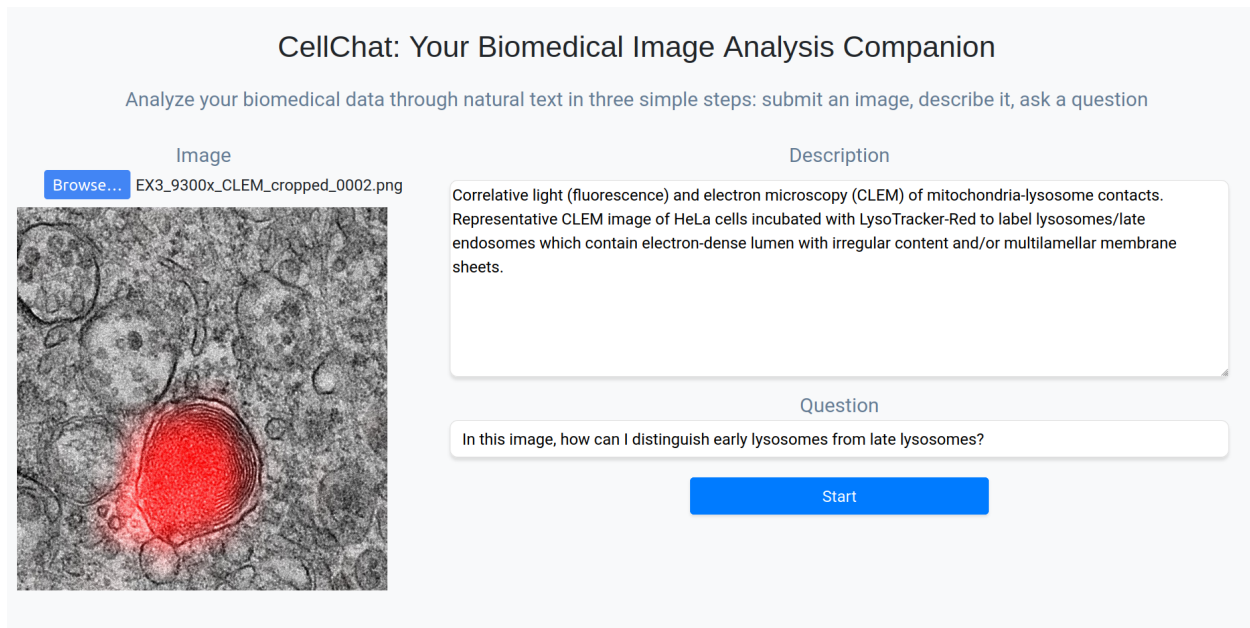 CellChat: Your Biomedical Image Analysis Companion
Analyze your biomedical data through natural text in three simple steps: submit an image, describe it, ask a question
Image
Browse... EX3_9300x_CLEM_cropped_0002.png
Description
Correlative light (fluorescence) and electron microscopy (CLEM) of mitochondria-lysosome contacts.
Representative CLEM image of HeLa cells incubated with LysoTracker-Red to label lysosomes/late
endosomes which contain electron-dense lumen with irregular content and/or multilamellar membrane
sheets.
Question
In this image, how can I distinguish early lysosomes from late lysosomes?
Start